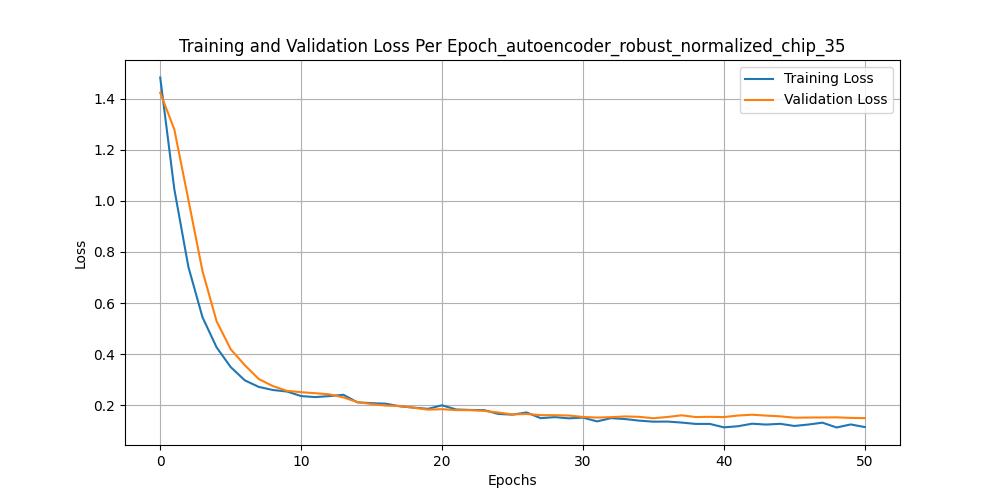 Training and Validation Loss Per Epoch_autoencoder_robust_normalized_chip_35
Training Loss
Validation Loss
1.4
1.2
1.0
0.8
0.6
0.4
0.2
Loss
0 10 20 30 40 50
Epochs